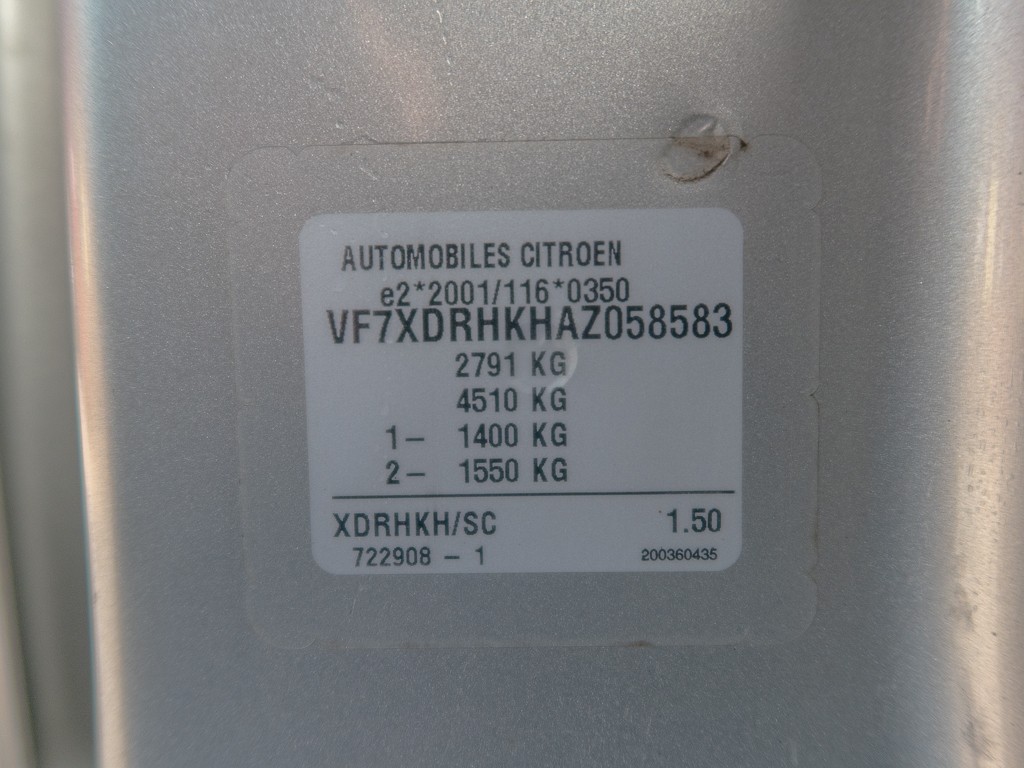 AUTOMOBILES CITROEN
e2*2001/116*0350
VF7XDRHKHAZ058583
2791 KG
4510 KG
1– 1400 KG
2– 1550 KG
XDRHKH/SC 1.50
722908 – 1 200360435